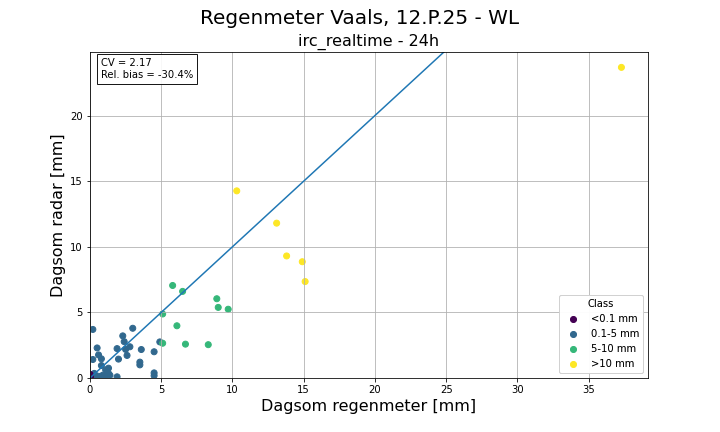 Regenmeter Vaals, 12.P.25 - WL
irc_realtime - 24h
CV = 2.17
Rel. bias = -30.4%
Dagsom radar [mm]
20
15
10
5
0
0 5 10 15 20 25 30 35
Dagsom regenmeter [mm]
Class
<0.1 mm
0.1-5 mm
5-10 mm
>10 mm